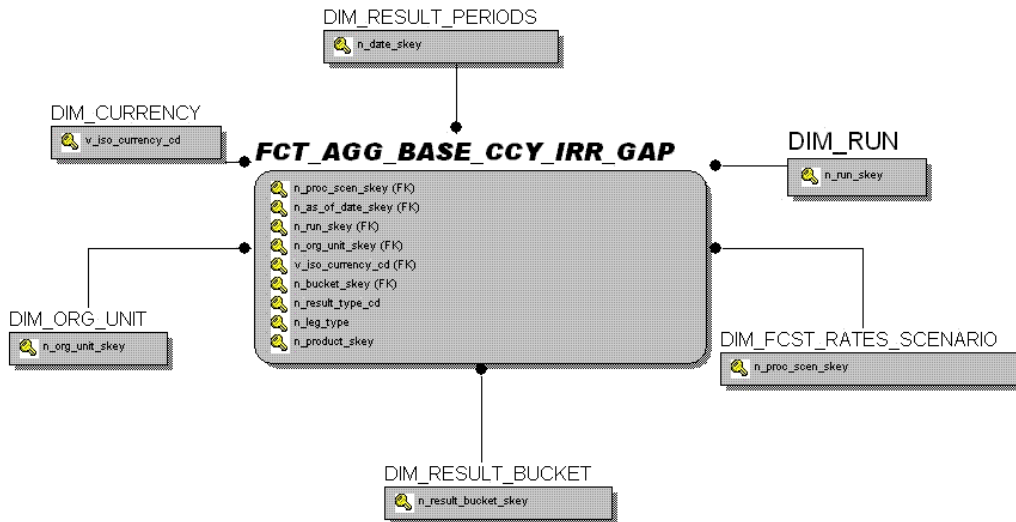 DIM_RESULT_PERIODS
n_date_skey
DIM_CURRENCY
v_iso_currency_cd
FCT_AGG_BASE_CCY_IRR_GAP
DIM_RUN
n_run_skey
n_proc_scen_skey (FK)
n_as_of_date_skey (FK)
n_run_skey (FK)
n_org_unit_skey (FK)
v_iso_currency_cd (FK)
n_bucket_skey (FK)
n_result_type_cd
n_leg_type
n_product_skey
DIM_ORG_UNIT
n_org_unit_skey
DIM_FCST_RATES_SCENARIO
n_proc_scen_skey
DIM_RESULT_BUCKET
n_result_bucket_skey